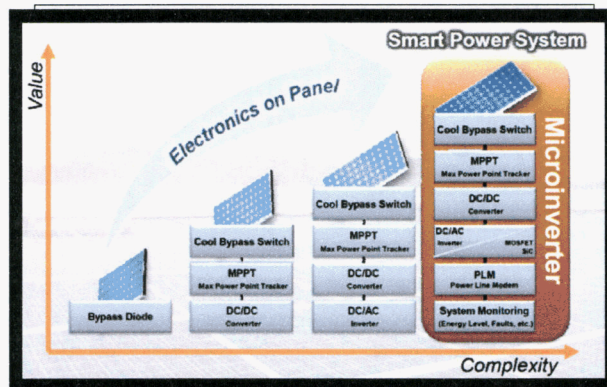 Smart Power System
Value
Electronics on Panel
Bypass Diode
Cool Bypass Switch
MPPT
Max Power Point Tracker
DC/DC
Converter
Cool Bypass Switch
MPPT
Max Power Point Tracker
DC/DC
Converter
DC/AC
Inverter
Cool Bypass Switch
MPPT
Max Power Point Tracker
DC/DC
Converter
DC/AC
Inverter
MOSFET
SiC
PLM
Power Line Modem
System Monitoring
(Energy Level, Faults, etc.)
Microinverter
Complexity